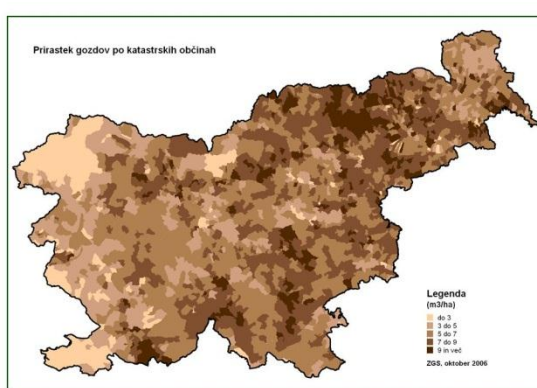 Prirastek gozdov po katastrskih občinah
Legenda
(m3/ha)
do 3
3 do 5
5 do 7
7 do 9
9 in več
ZGS, oktober 2006